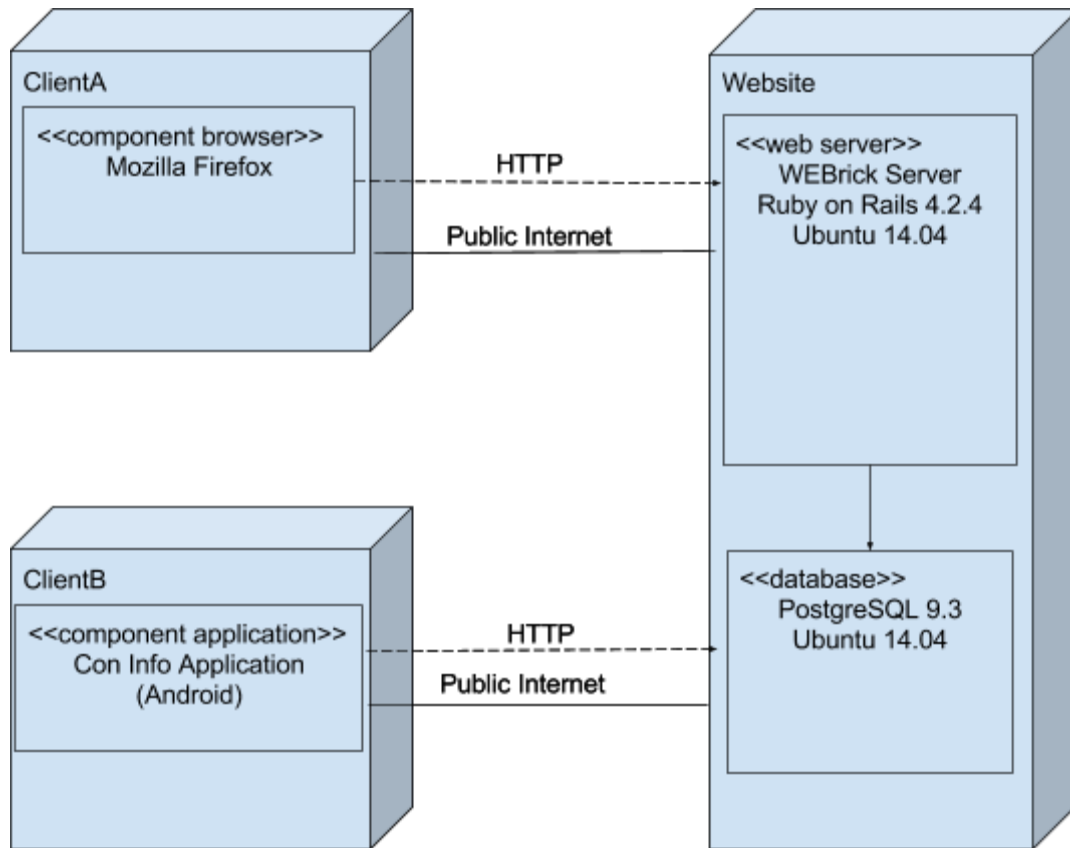 ClientA
<<component browser>>
Mozilla Firefox
HTTP
Public Internet
Website
<<web server>>
WEBrick Server
Ruby on Rails 4.2.4
Ubuntu 14.04
ClientB
<<component application>>
Con Info Application
(Android)
HTTP
Public Internet
<<database>>
PostgreSQL 9.3
Ubuntu 14.04